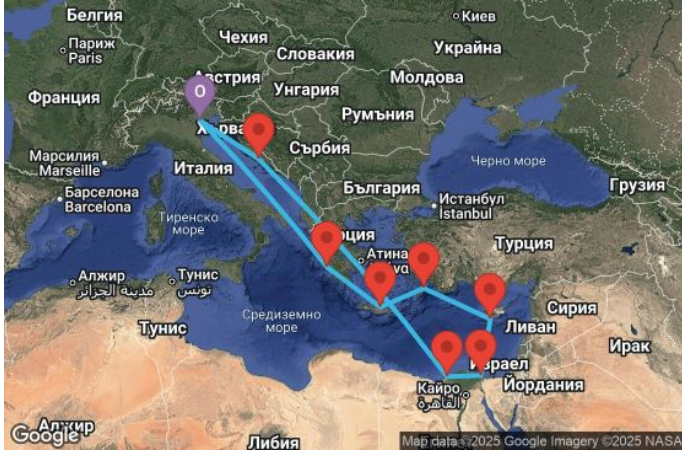 Белгия
Киев
Париж
Paris
Чехия
Словакия
Украйна
Австрия
Франция
Унгария
Молдова
O
Румъния
Марсилия
Marseille
Италия
Сърбия
Черно море
Барселона
Barcelona
България
Грузия
Истанбул
İstanbul
Тиренско
море
Атина
Турция
Алжир
مدينة الجزائر
Тунис
تونس
Сирия
Средиземно
море
Ливан
Тунис
Ирак
Израел
Кайро
القاهرة
Йордания
Алжир
Google
Либия
Map data ©2025 Google Imagery ©2025 NASA